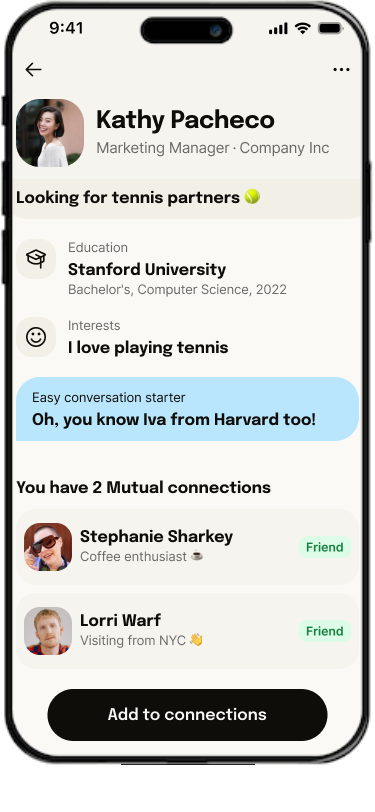 9:41
Kathy Pacheco
Marketing Manager · Company Inc
Looking for tennis partners 🎾
Education
Stanford University
Bachelor's, Computer Science, 2022
Interests
I love playing tennis
Easy conversation starter
Oh, you know Iva from Harvard too!
You have 2 Mutual connections
Stephanie Sharkey
Coffee enthusiast ☕
Friend
Lorri Warf
Visiting from NYC 👋
Friend
Add to connections